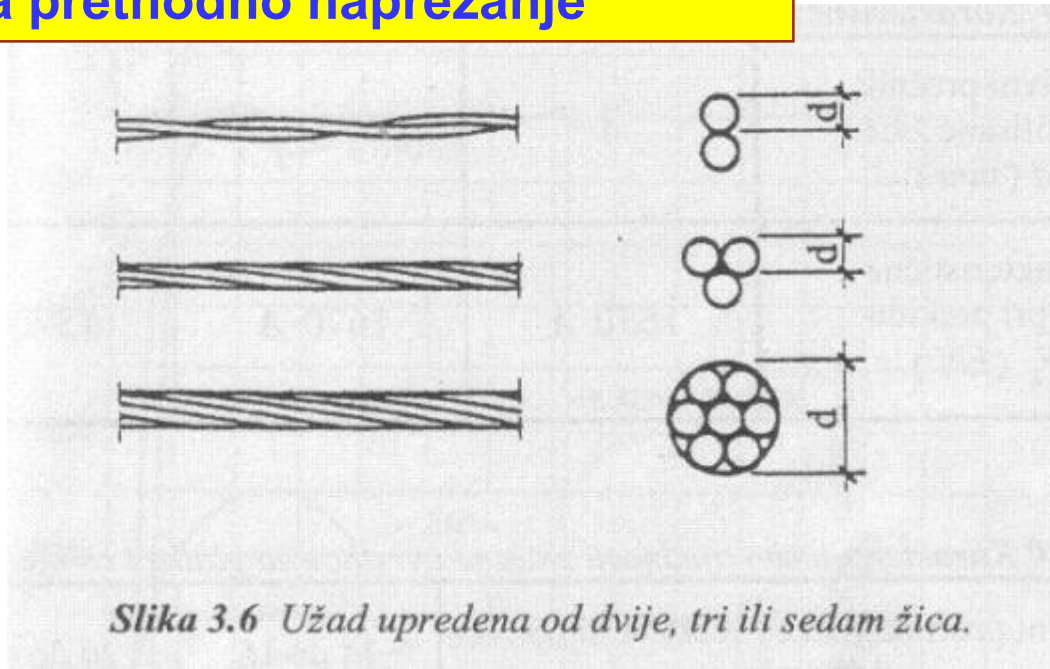 a prethodno naprezanje
d
d
d
Slika 3.6 Užad upredena od dvije, tri ili sedam žica.